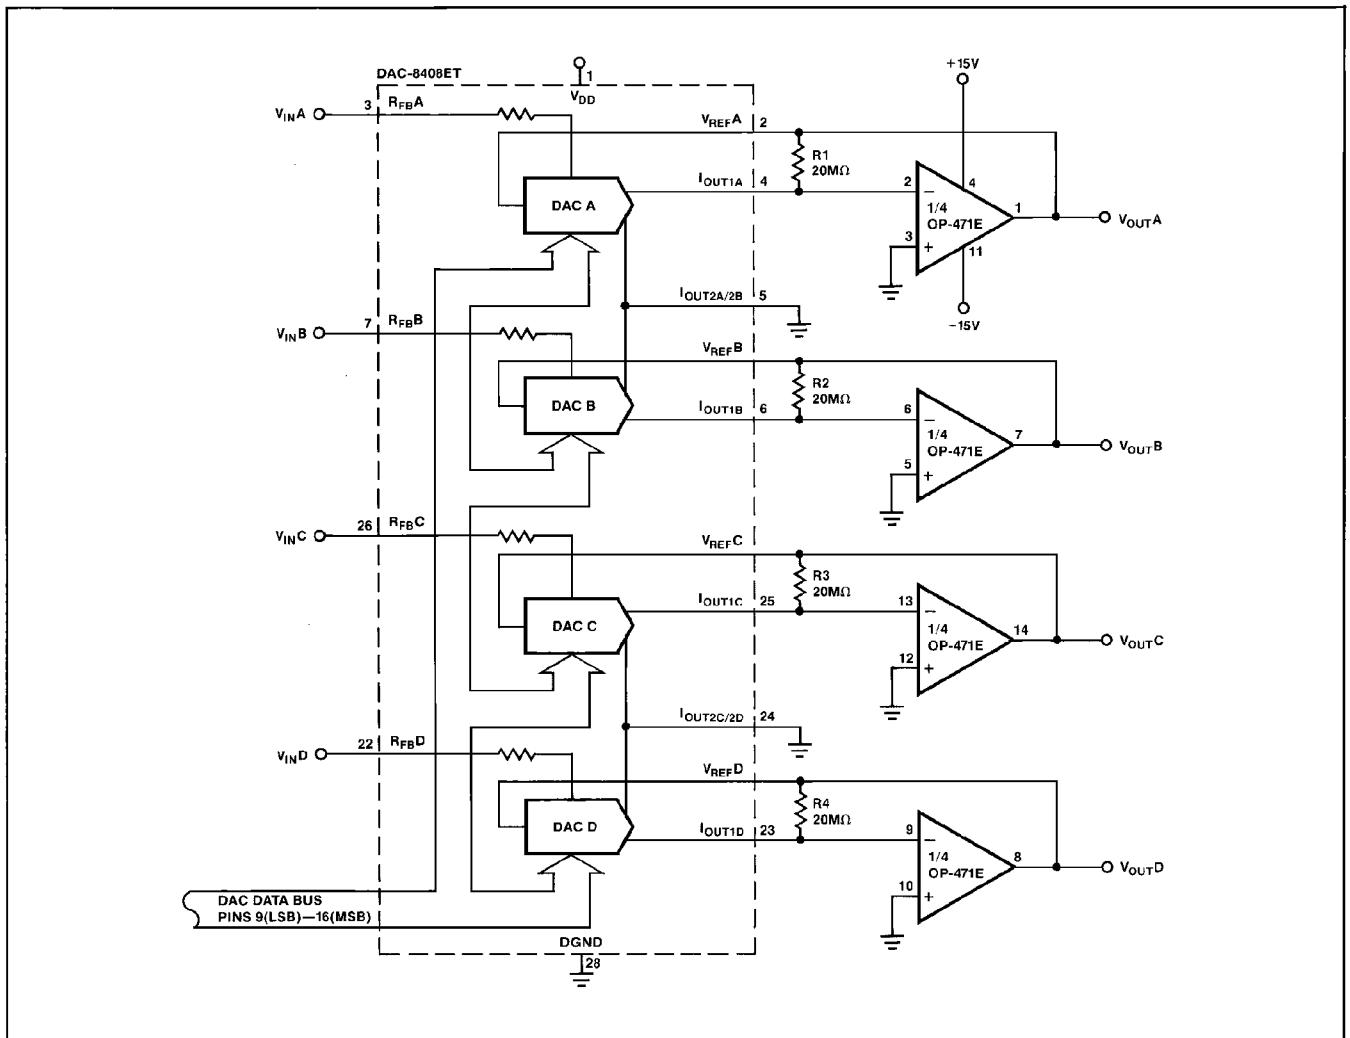 DAC-8408ET
1
VDD
+15V
VINA
3
RFBA
VREFA
2
R1
20MΩ
IOUT1A
4
DAC A
2
−
4
1/4
OP-471E
1
VOUTA
3
+
11
−15V
IOUT2A/2B
5
VINB
7
RFBB
VREFB
R2
20MΩ
DAC B
IOUT1B
6
6
−
1/4
OP-471E
7
VOUTB
5
+
VINC
26
RFBC
VREFC
R3
20MΩ
IOUT1C
25
DAC C
13
−
1/4
OP-471E
14
VOUTC
12
+
IOUT2C/2D
24
VIND
22
RFBD
VREFD
R4
20MΩ
DAC D
IOUT1D
23
9
−
1/4
OP-471E
8
VOUTD
10
+
DAC DATA BUS
PINS 9(LSB)—16(MSB)
DGND
28